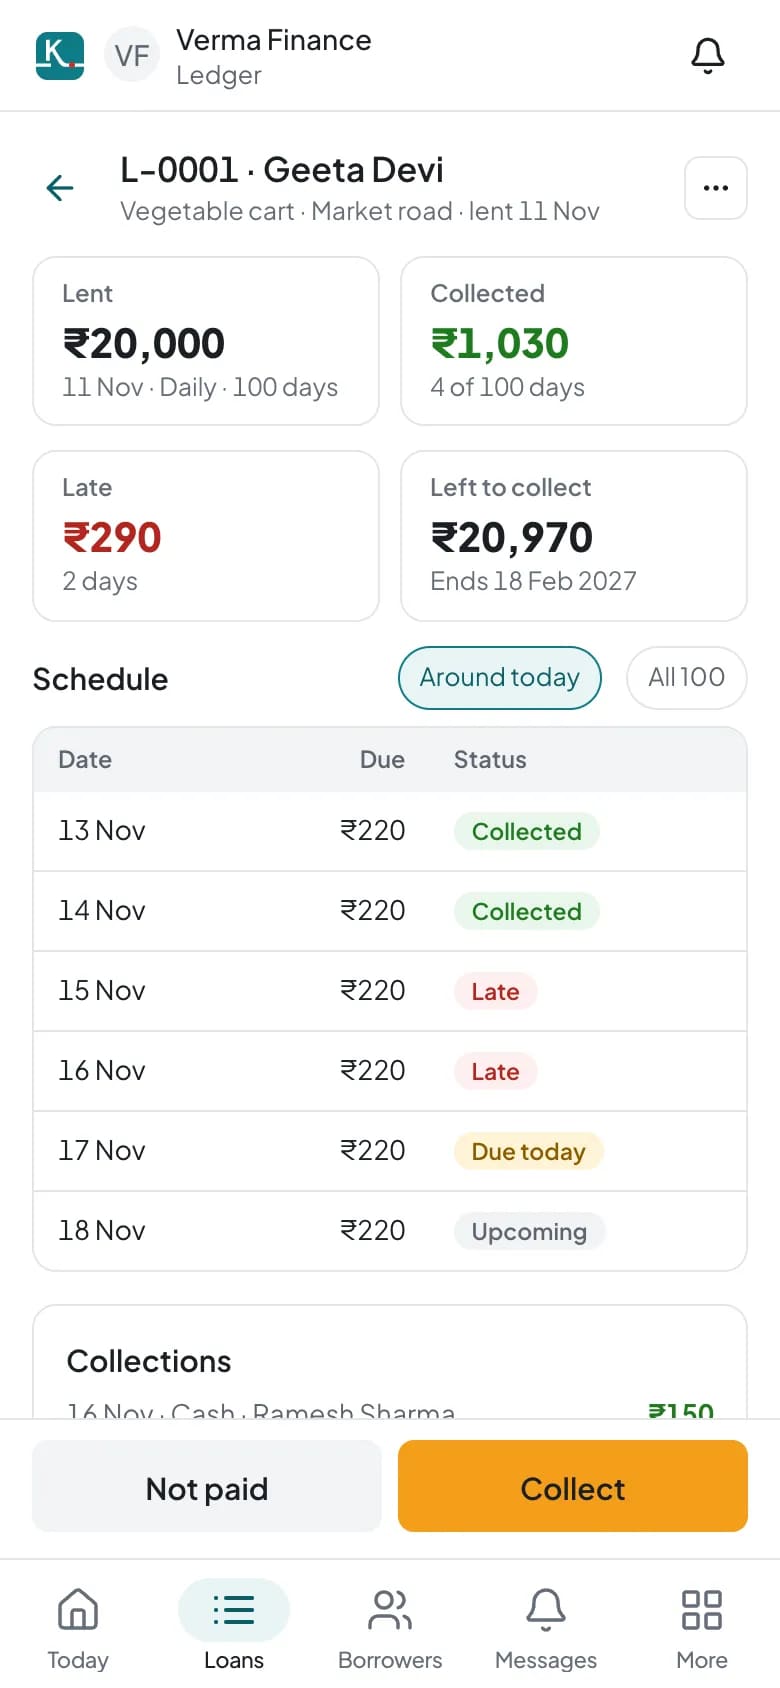 K.
VF
Verma Finance
Ledger
L-0001 · Geeta Devi
Vegetable cart · Market road · lent 11 Nov
Lent
₹20,000
11 Nov · Daily · 100 days
Collected
₹1,030
4 of 100 days
Late
₹290
2 days
Left to collect
₹20,970
Ends 18 Feb 2027
Schedule
Around today
All 100
Date Due Status
13 Nov ₹220 Collected
14 Nov ₹220 Collected
15 Nov ₹220 Late
16 Nov ₹220 Late
17 Nov ₹220 Due today
18 Nov ₹220 Upcoming
Collections
16 Nov · Cash · Ramesh Sharma ₹150
Not paid
Collect
Today
Loans
Borrowers
Messages
More